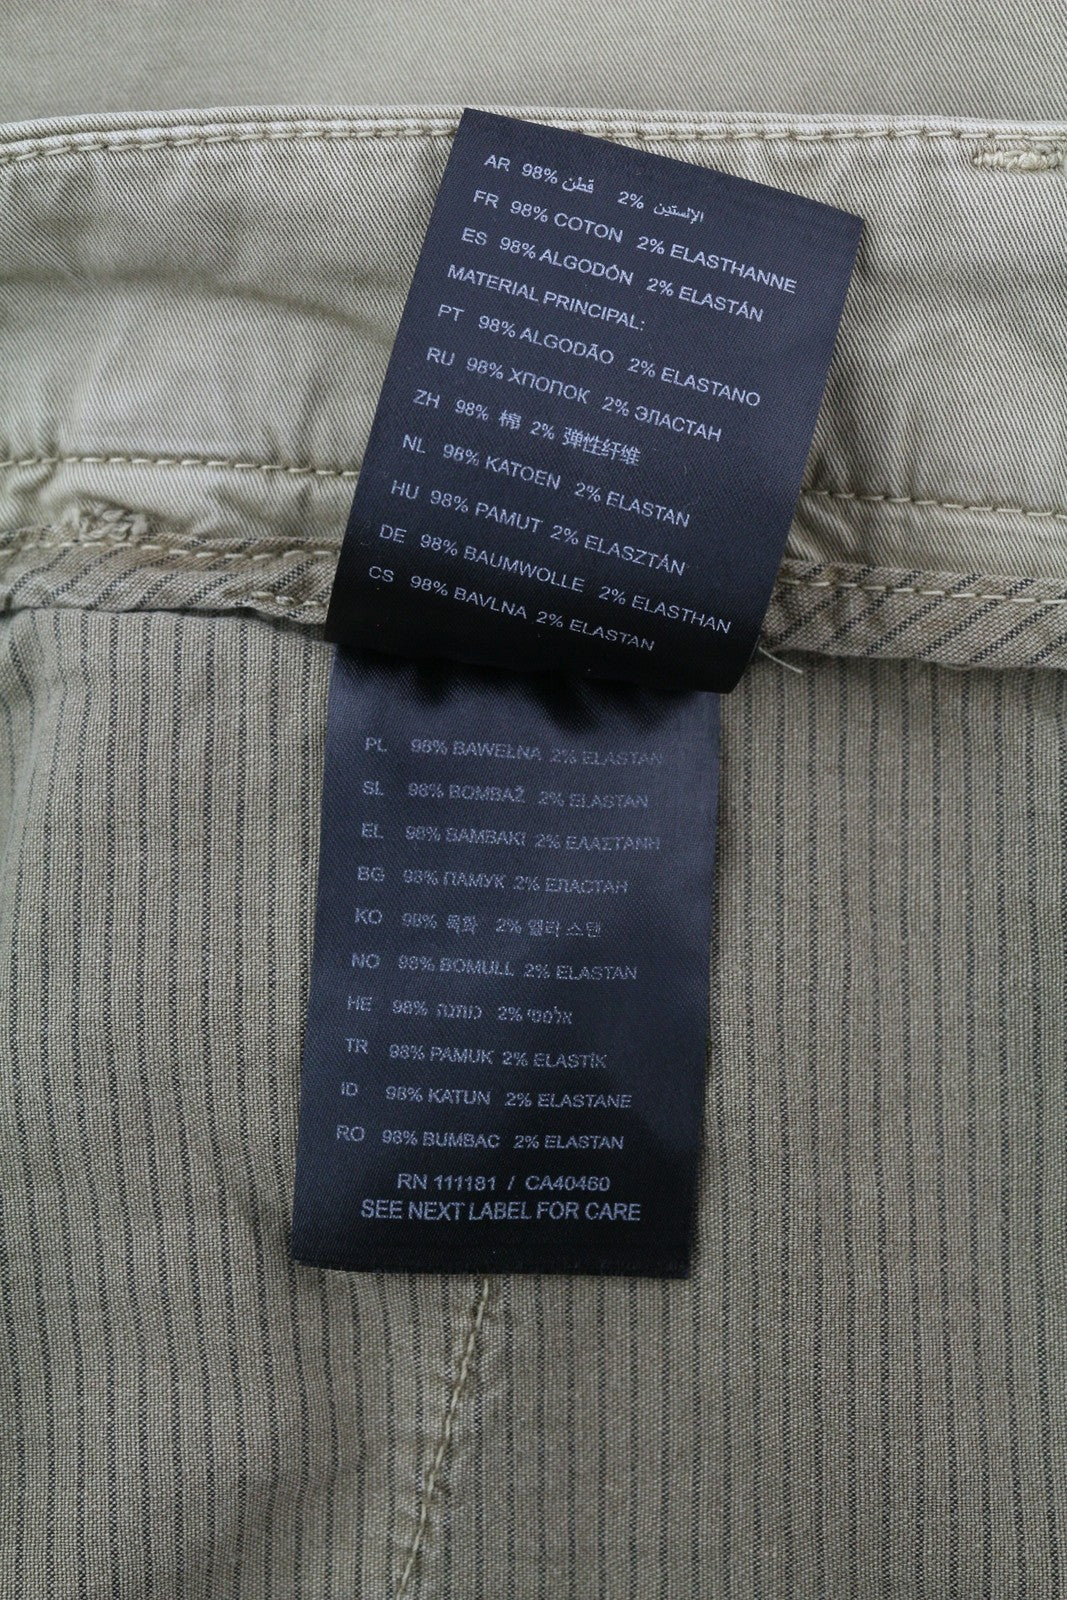 AR 98% قطن 2% الإلستين
FR 98% COTON 2% ELASTHANNE
ES 98% ALGODÓN 2% ELASTÁN
MATERIAL PRINCIPAL:
PT 98% ALGODÃO 2% ELASTANO
RU 98% ХПОПОК 2% ЭПАСТАН
ZH 98% 棉 2% 弹性纤维
NL 98% KATOEN 2% ELASTAN
HU 98% PAMUT 2% ELASZTÁN
DE 98% BAUMWOLLE 2% ELASTHAN
CS 98% BAVLNA 2% ELASTAN
PL 98% BAWEŁNA 2% ELASTAN
SL 98% BOMBAŽ 2% ELASTAN
EL 98% ΒΑΜΒΑΚΙ 2% ΕΛΑΣΤΑΝΗ
BG 98% ПАМУК 2% ЕЛАСТАН
KO 98% 목화 2% 엘라 스탄
NO 98% BOMULL 2% ELASTAN
HE 98% כותנה 2%
TR 98% PAMUK 2% ELASTİK
ID 98% KATUN 2% ELASTANE
RO 98% BUMBAC 2% ELASTAN
RN 111181 / CA40460
SEE NEXT LABEL FOR CARE